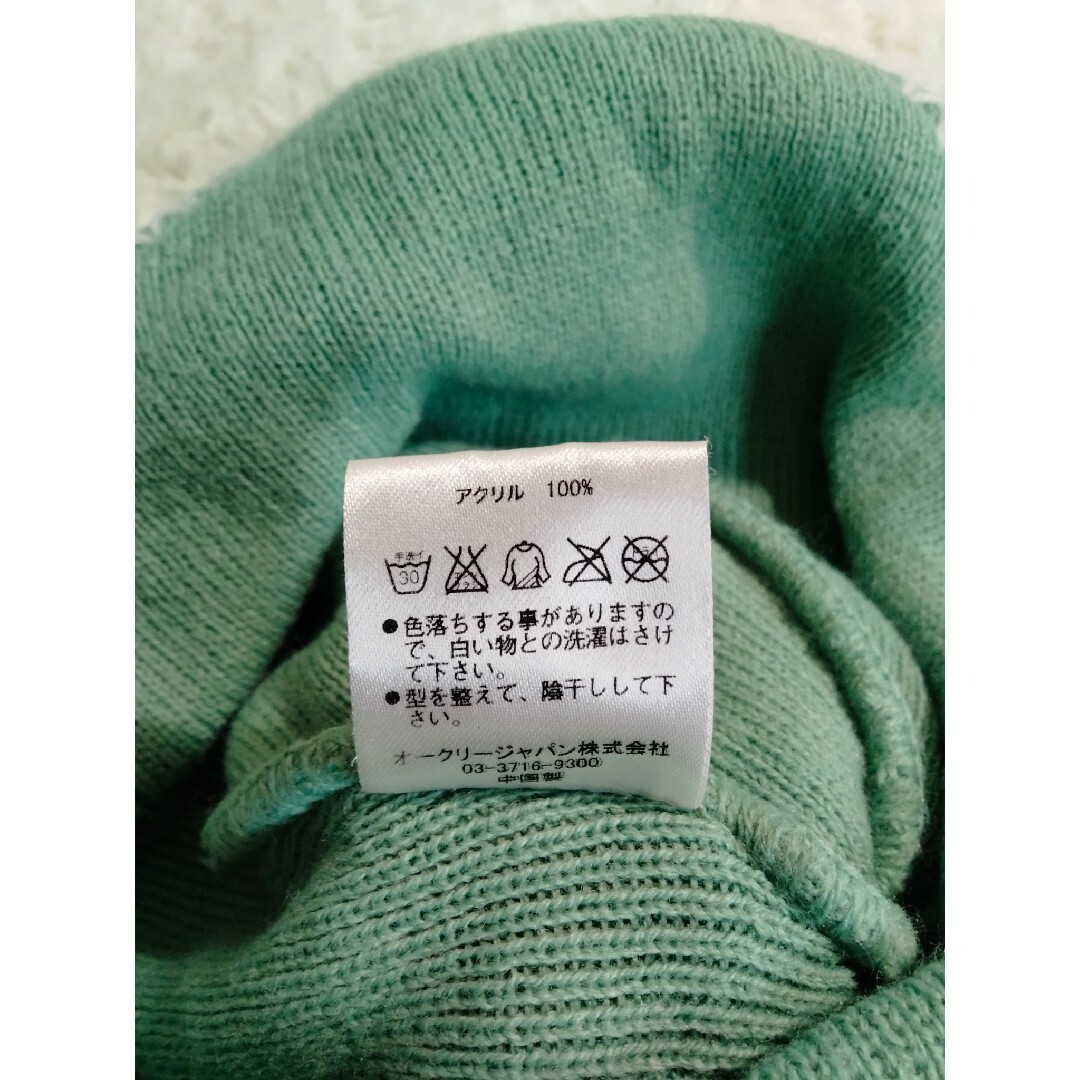 アクリル 100%
手洗イ
30
●色落ちする事がありますの
で、白い物との洗濯はさけ
て下さい。
●型を整えて、陰干しして下
さい。
オークリージャパン株式会社
03-3716-9300
中国製